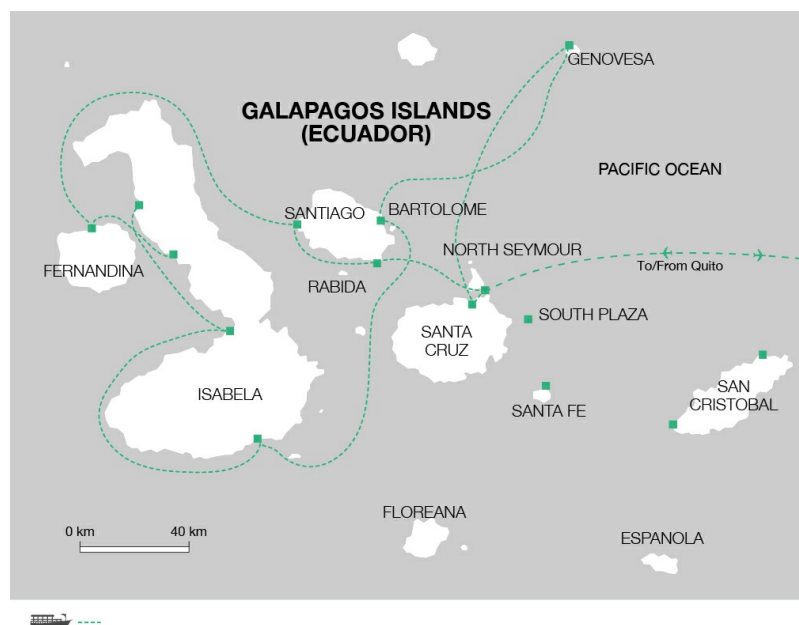 GENOVESA
GALAPAGOS ISLANDS
(ECUADOR)
PACIFIC OCEAN
SANTIAGO
BARTOLOME
NORTH SEYMOUR
FERNANDINA
To/From Quito
RABIDA
SOUTH PLAZA
SANTA
CRUZ
ISABELA
SAN
CRISTOBAL
SANTA FE
FLOREANA
0 km
40 km
ESPANOLA